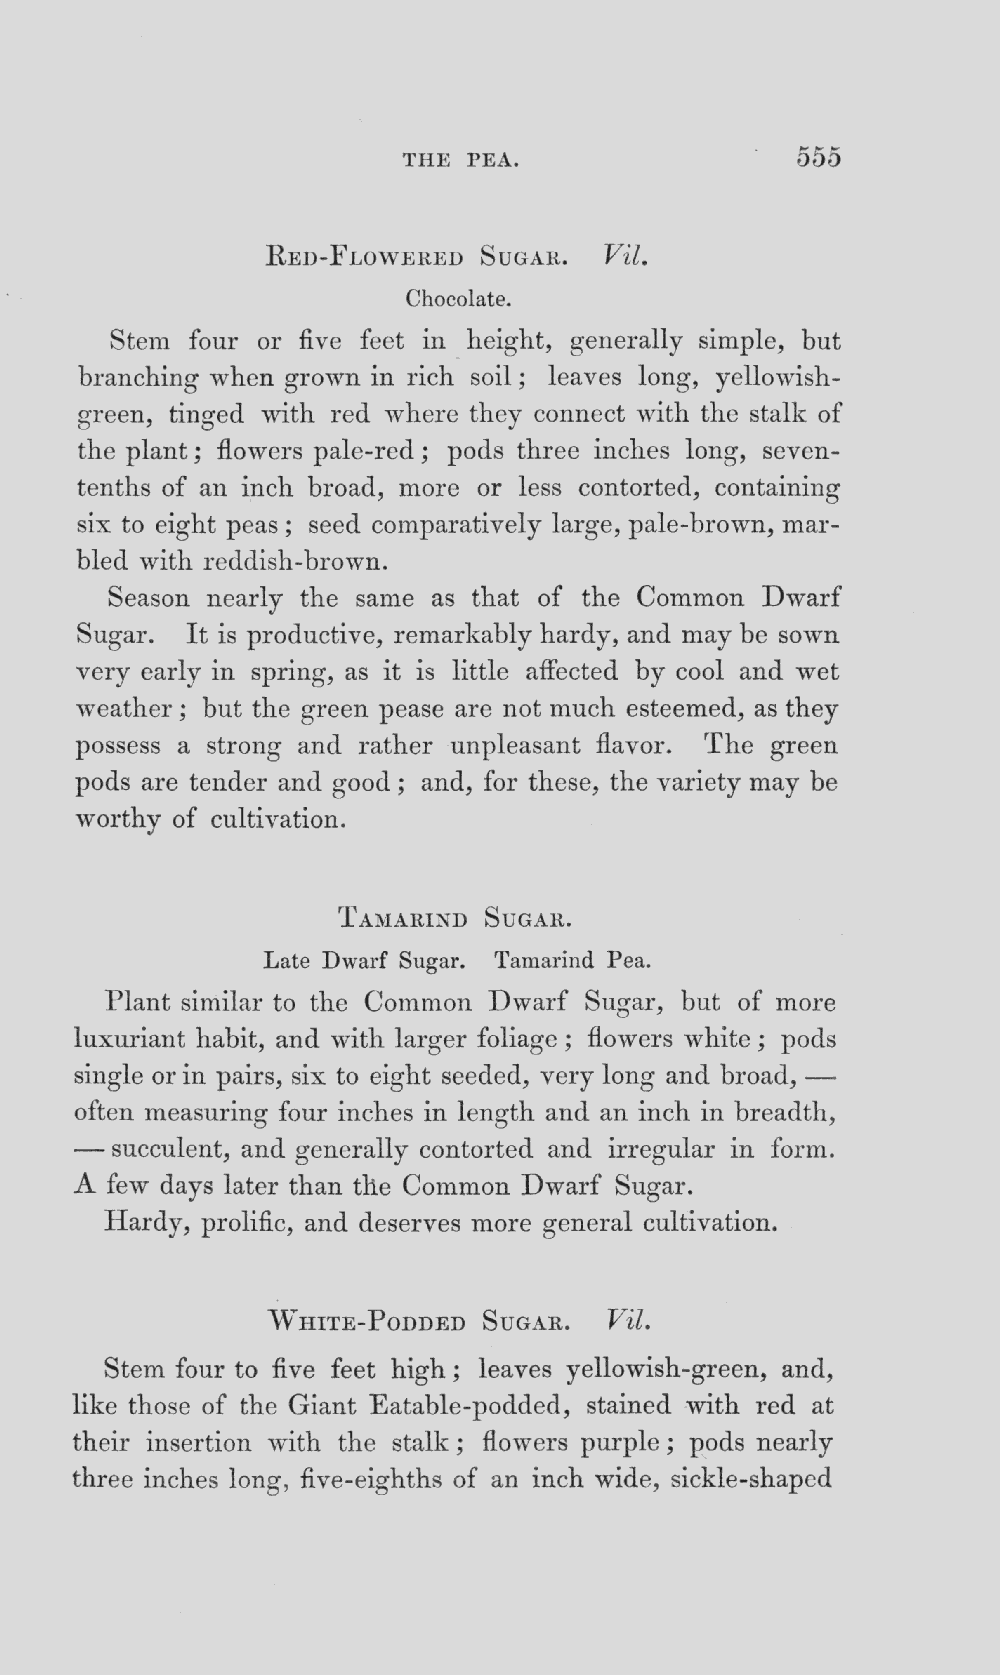 THE PEA. 555
RED-FLOWERED SUGAR. Vil.
Chocolate.
Stem four or five feet in height, generally simple, but
branching when grown in rich soil; leaves long, yellowish-
green, tinged with red where they connect with the stalk of
the plant; flowers pale-red; pods three inches long, seven-
tenths of an inch broad, more or less contorted, containing
six to eight peas; seed comparatively large, pale-brown, mar-
bled with reddish-brown.
Season nearly the same as that of the Common Dwarf
Sugar. It is productive, remarkably hardy, and may be sown
very early in spring, as it is little affected by cool and wet
weather; but the green pease are not much esteemed, as they
possess a strong and rather unpleasant flavor. The green
pods are tender and good; and, for these, the variety may be
worthy of cultivation.
TAMARIND SUGAR.
Late Dwarf Sugar. Tamarind Pea.
Plant similar to the Common Dwarf Sugar, but of more
luxuriant habit, and with larger foliage; flowers white; pods
single or in pairs, six to eight seeded, very long and broad, —
often measuring four inches in length and an inch in breadth,
— succulent, and generally contorted and irregular in form.
A few days later than the Common Dwarf Sugar.
Hardy, prolific, and deserves more general cultivation.
WHITE-PODDED SUGAR. Vil.
Stem four to five feet high; leaves yellowish-green, and,
like those of the Giant Eatable-podded, stained with red at
their insertion with the stalk; flowers purple; pods nearly
three inches long, five-eighths of an inch wide, sickle-shaped